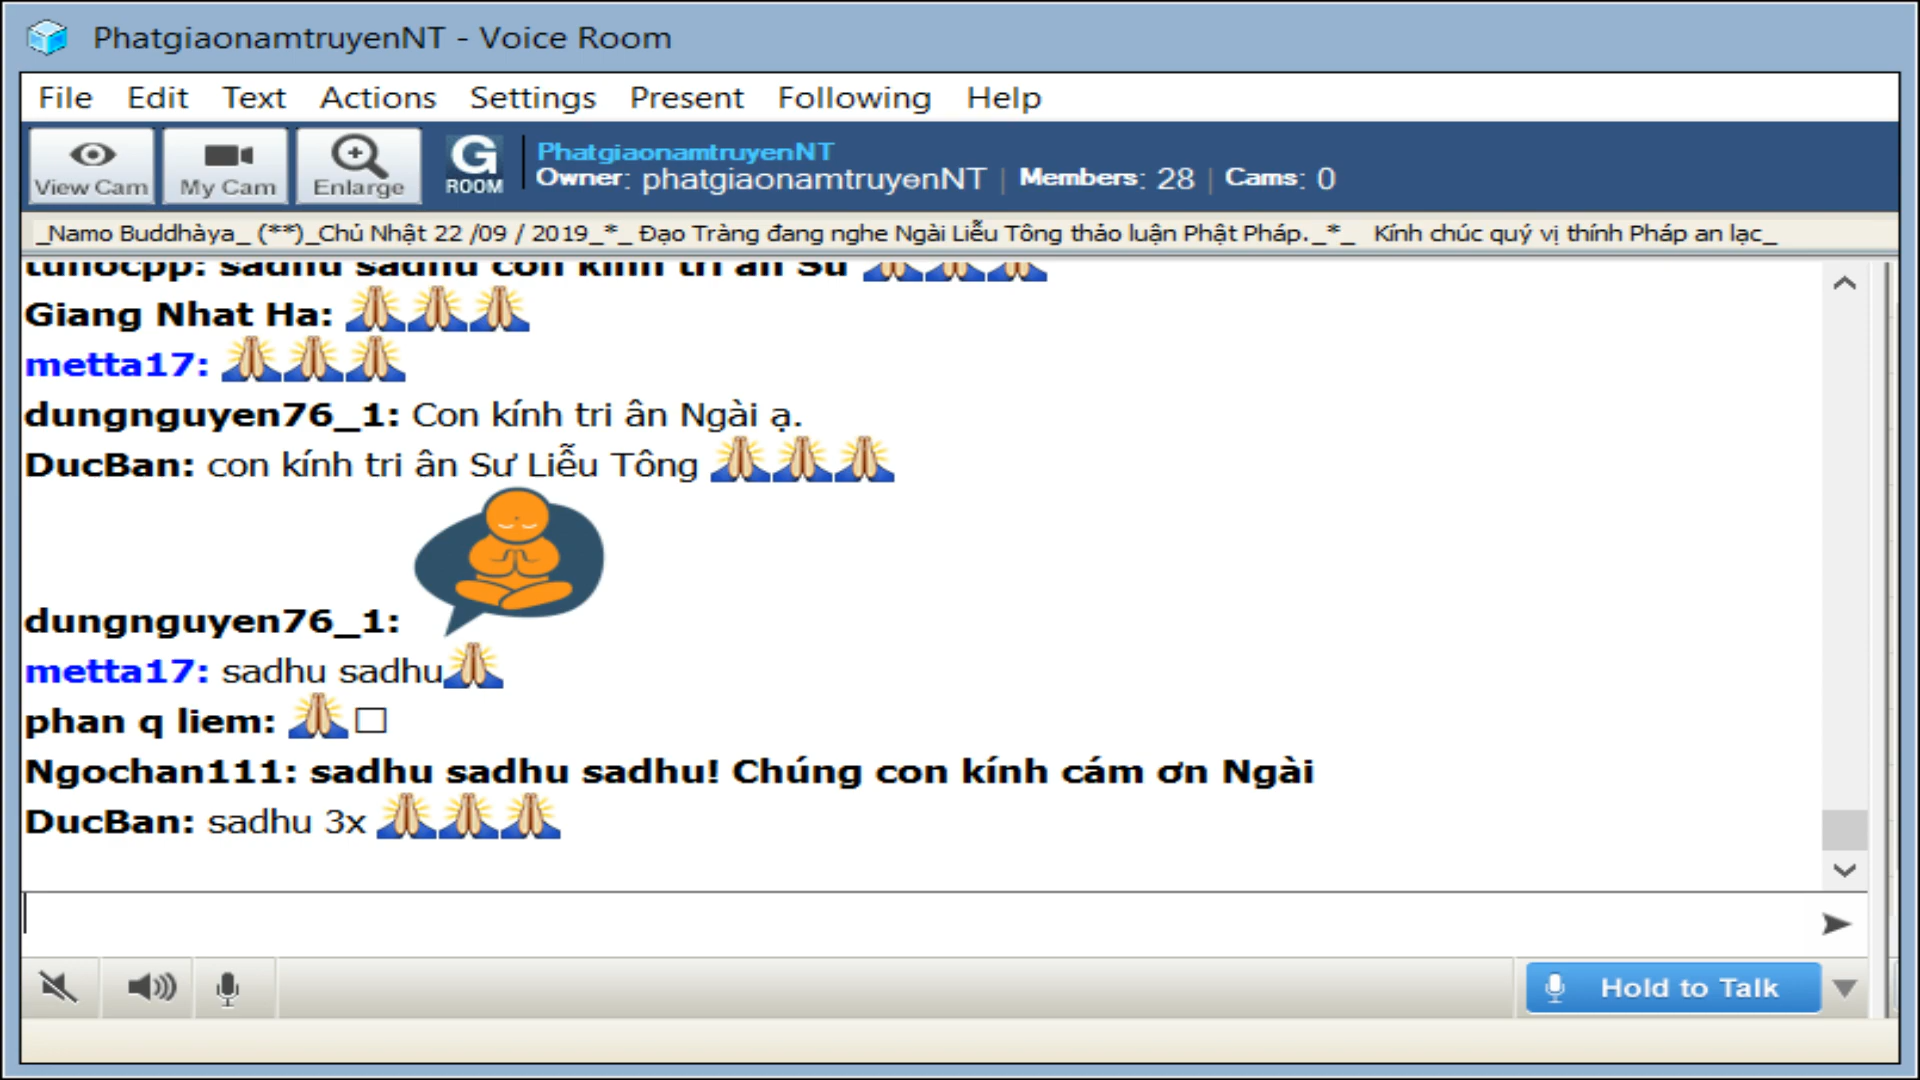 PhatgiaonamtruyenNT - Voice Room
File Edit Text Actions Settings Present Following Help
View Cam My Cam Enlarge G ROOM PhatgiaonamtruyenNT
Owner: phatgiaonamtruyenNT | Members: 28 | Cams: 0
_Namo Buddhàya_ (**)_Chủ Nhật 22 /09 / 2019_*_ Đạo Tràng đang nghe Ngài Liễu Tông thảo luận Phật Pháp._*_ Kính chúc quý vị thính Pháp an lạc_
sadhu sadhu con kính tri ân Sư
Giang Nhat Ha: 🙏🙏🙏
metta17: 🙏🙏🙏
dungnguyen76_1: Con kính tri ân Ngài ạ.
DucBan: con kính tri ân Sư Liễu Tông 🙏🙏🙏
dungnguyen76_1:
metta17: sadhu sadhu🙏
phan q liem: 🙏□
Ngochan111: sadhu sadhu sadhu! Chúng con kính cám ơn Ngài
DucBan: sadhu 3x 🙏🙏🙏
Hold to Talk